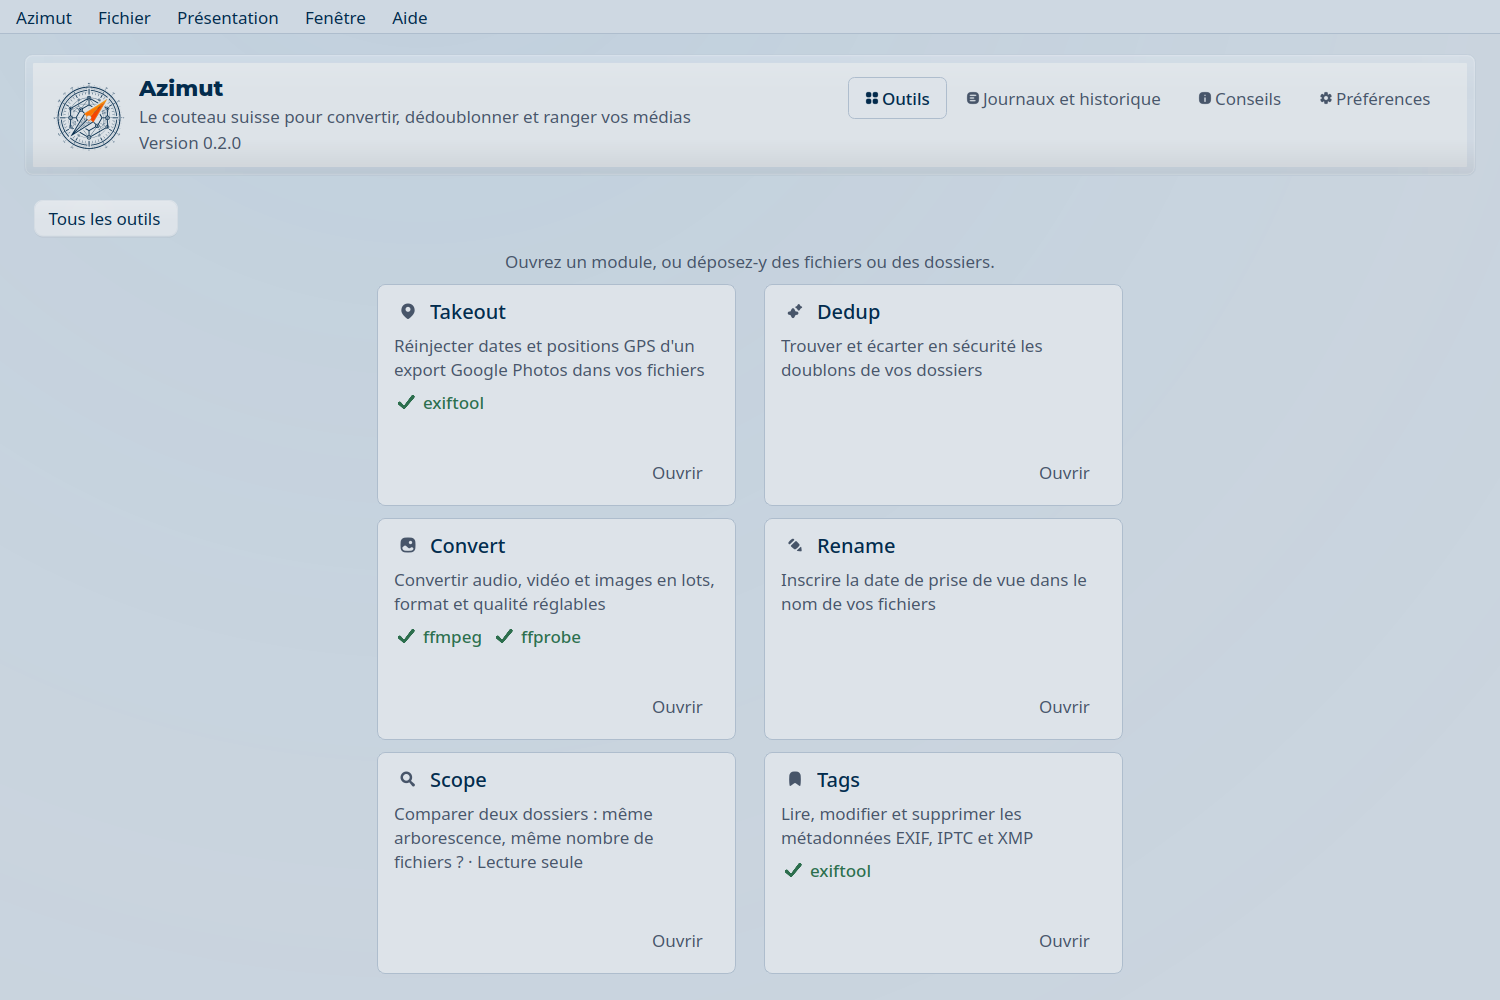 Azimut Fichier Présentation Fenêtre Aide
Azimut
Le couteau suisse pour convertir, dédoublonner et ranger vos médias
Version 0.2.0
Outils Journaux et historique Conseils Préférences
Tous les outils
Ouvrez un module, ou déposez-y des fichiers ou des dossiers.
Takeout
Réinjecter dates et positions GPS d'un
export Google Photos dans vos fichiers
exiftool
Ouvrir
Dedup
Trouver et écarter en sécurité les
doublons de vos dossiers
Ouvrir
Convert
Convertir audio, vidéo et images en lots,
format et qualité réglables
ffmpeg ffprobe
Ouvrir
Rename
Inscrire la date de prise de vue dans le
nom de vos fichiers
Ouvrir
Scope
Comparer deux dossiers : même
arborescence, même nombre de
fichiers ? · Lecture seule
Ouvrir
Tags
Lire, modifier et supprimer les
métadonnées EXIF, IPTC et XMP
exiftool
Ouvrir